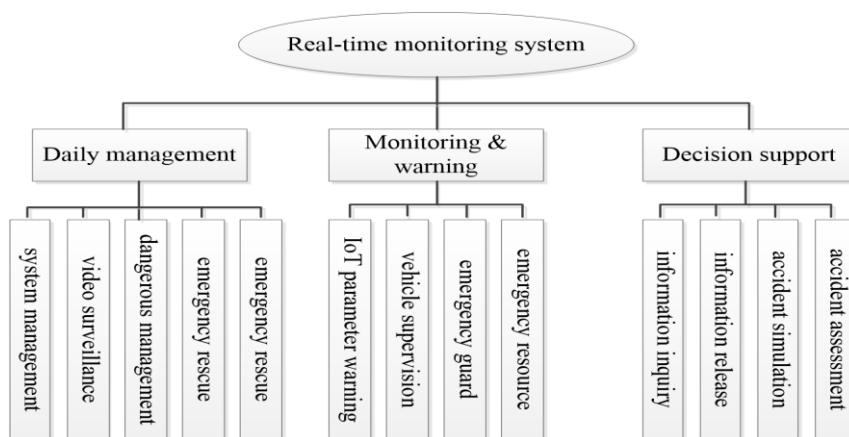 Real-time monitoring system
Daily management
Monitoring &
warning
Decision support
system management
video surveillance
dangerous management
emergency rescue
emergency rescue
IoT parameter warning
vehicle supervision
emergency guard
emergency resource
information inquiry
information release
accident simulation
accident assessment